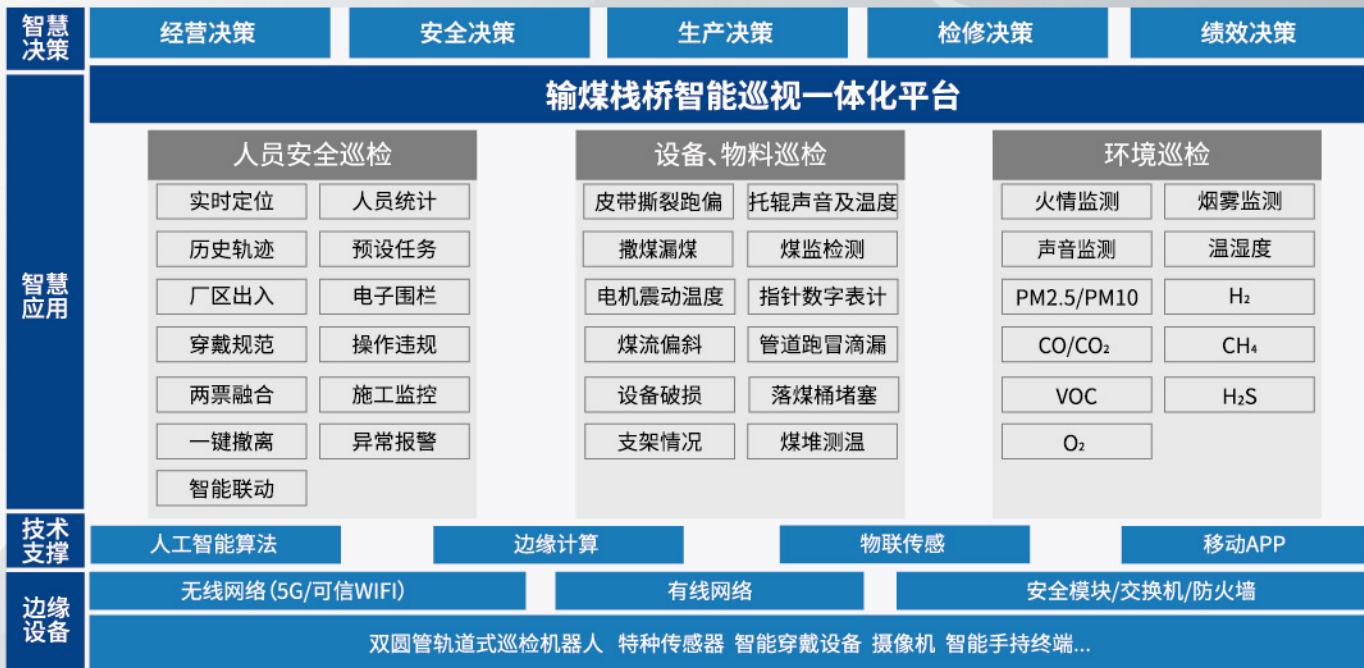 智慧
决策
经营决策
安全决策
生产决策
检修决策
绩效决策
智慧
应用
输煤栈桥智能巡视一体化平台
人员安全巡检
实时定位
人员统计
历史轨迹
预设任务
厂区出入
电子围栏
穿戴规范
操作违规
两票融合
施工监控
一键撤离
异常报警
智能联动
设备、物料巡检
皮带撕裂跑偏
托辊声音及温度
撒煤漏煤
煤监检测
电机震动温度
指针数字表计
煤流偏斜
管道跑冒滴漏
设备破损
落煤桶堵塞
支架情况
煤堆测温
环境巡检
火情监测
烟雾监测
声音监测
温湿度
PM2.5/PM10
H₂
CO/CO₂
CH₄
VOC
H₂S
O₂
技术
支撑
人工智能算法
边缘计算
物联传感
移动APP
边缘
设备
无线网络(5G/可信WIFI)
有线网络
安全模块/交换机/防火墙
双圆管轨道式巡检机器人 特种传感器 智能穿戴设备 摄像机 智能手持终端...